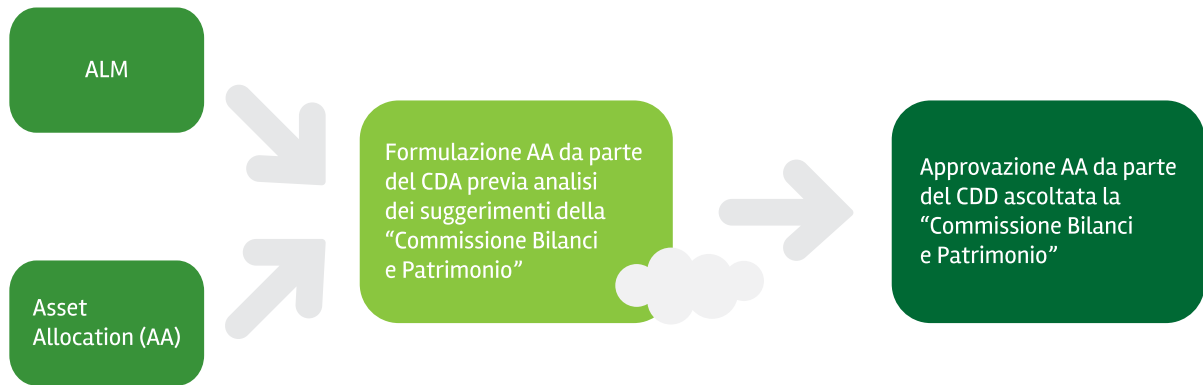 ALM
Asset
Allocation (AA)
Formulazione AA da parte
del CDA previa analisi
dei suggerimenti della
“Commissione Bilanci
e Patrimonio”
Approvazione AA da parte
del CDD ascoltata la
“Commissione Bilanci
e Patrimonio”